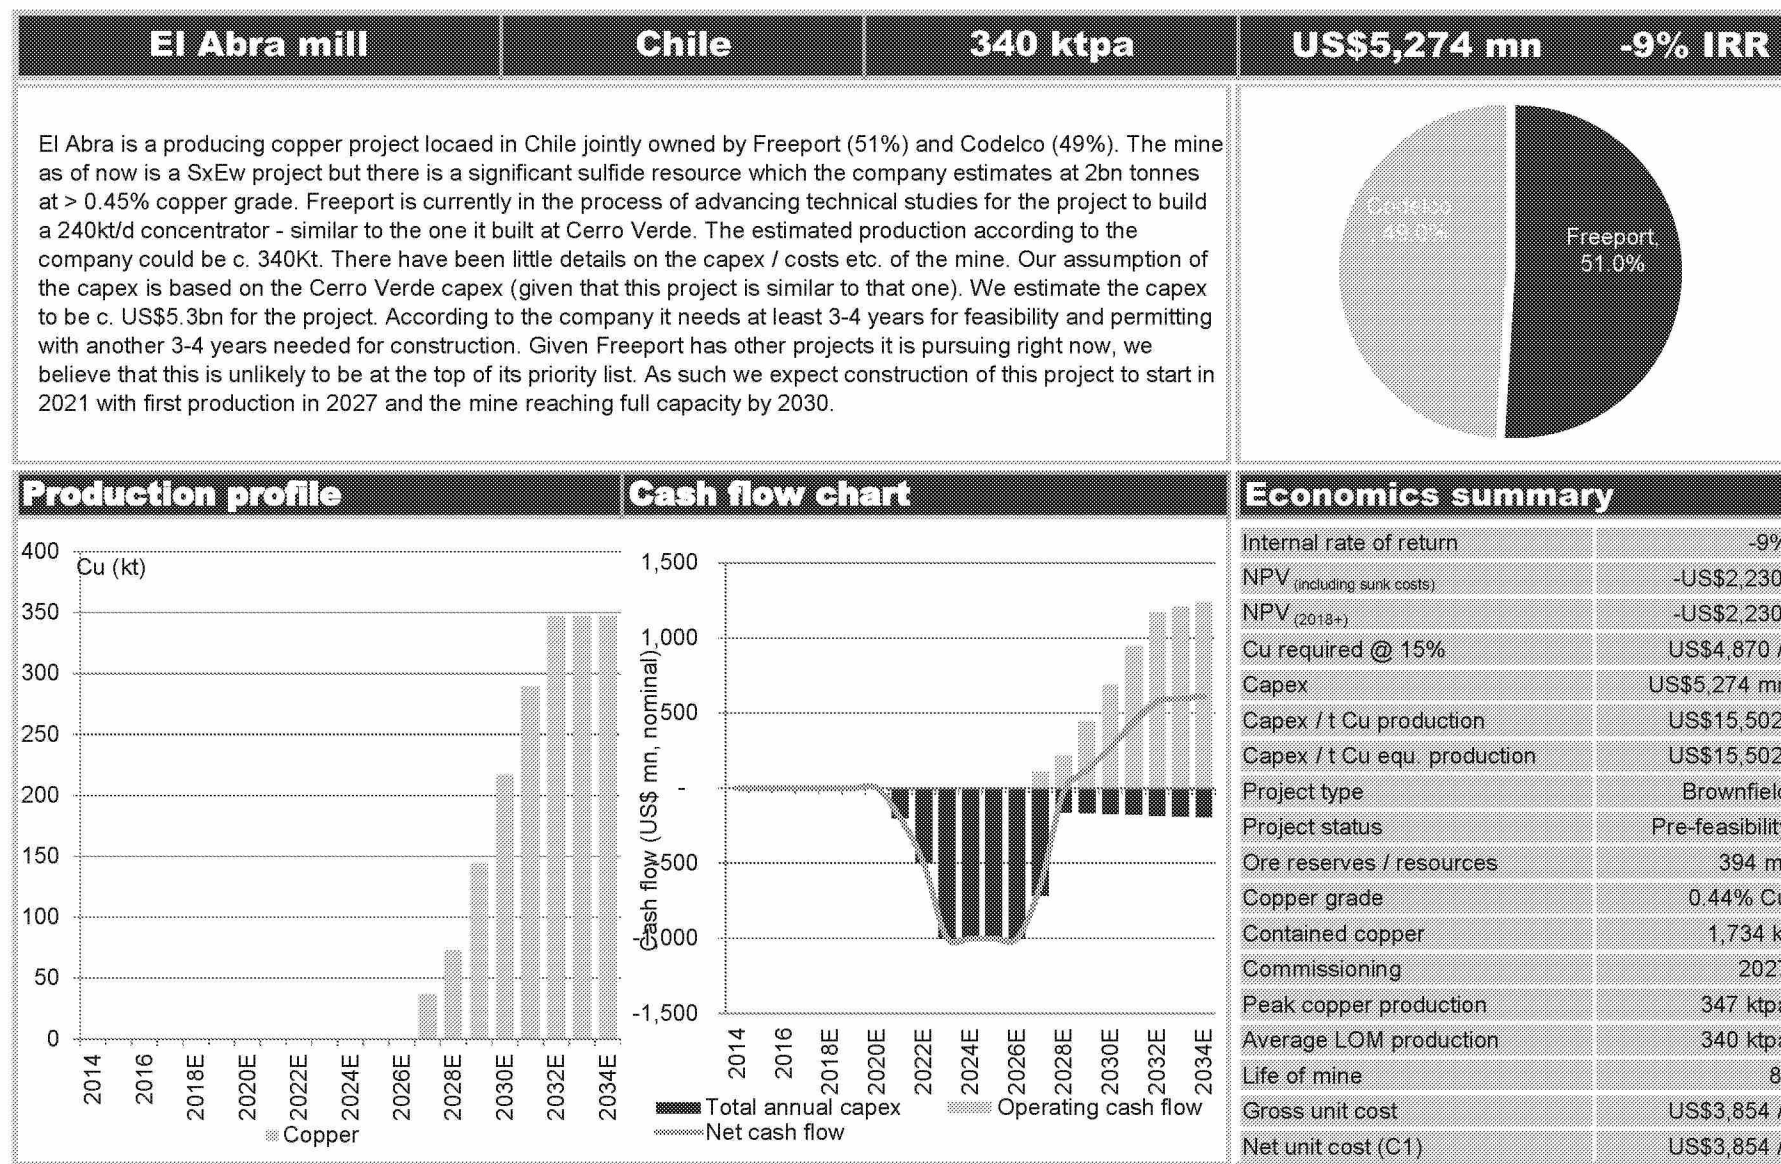 El Abra mill Chile 340 ktpa US$5,274 mn -9% IRR
El Abra is a producing copper project locaed in Chile jointly owned by Freeport (51%) and Codelco (49%). The mine
as of now is a SxEw project but there is a significant sulfide resource which the company estimates at 2bn tonnes
at > 0.45% copper grade. Freeport is currently in the process of advancing technical studies for the project to build
a 240kt/d concentrator - similar to the one it built at Cerro Verde. The estimated production according to the
company could be c. 340Kt. There have been little details on the capex / costs etc. of the mine. Our assumption of
the capex is based on the Cerro Verde capex (given that this project is similar to that one). We estimate the capex
to be c. US$5.3bn for the project. According to the company it needs at least 3-4 years for feasibility and permitting
with another 3-4 years needed for construction. Given Freeport has other projects it is pursuing right now, we
believe that this is unlikely to be at the top of its priority list. As such we expect construction of this project to start in
2021 with first production in 2027 and the mine reaching full capacity by 2030.
Codelco
49.0%
Freeport,
51.0%
Production profile
Cu (kt)
400
350
300
250
200
150
100
50
0
2014
2016
2018E
2020E
2022E
2024E
2026E
2028E
2030E
2032E
2034E
Copper
Cash flow chart
Cash flow (US$ mn, nominal)
1,500
1,000
500
-
-500
-1,000
-1,500
2014
2016
2018E
2020E
2022E
2024E
2026E
2028E
2030E
2032E
2034E
Total annual capex
Operating cash flow
Net cash flow
Economics summary
Internal rate of return -9%
NPV (including sunk costs) -US$2,230
NPV (2018+) -US$2,230
Cu required @ 15% US$4,870 /
Capex US$5,274 mn
Capex / t Cu production US$15,502
Capex / t Cu equ. production US$15,502
Project type Brownfield
Project status Pre-feasibility
Ore reserves / resources 394 m
Copper grade 0.44% Cu
Contained copper 1,734 k
Commissioning 2027
Peak copper production 347 ktpa
Average LOM production 340 ktpa
Life of mine 8
Gross unit cost US$3,854 /
Net unit cost (C1) US$3,854 /